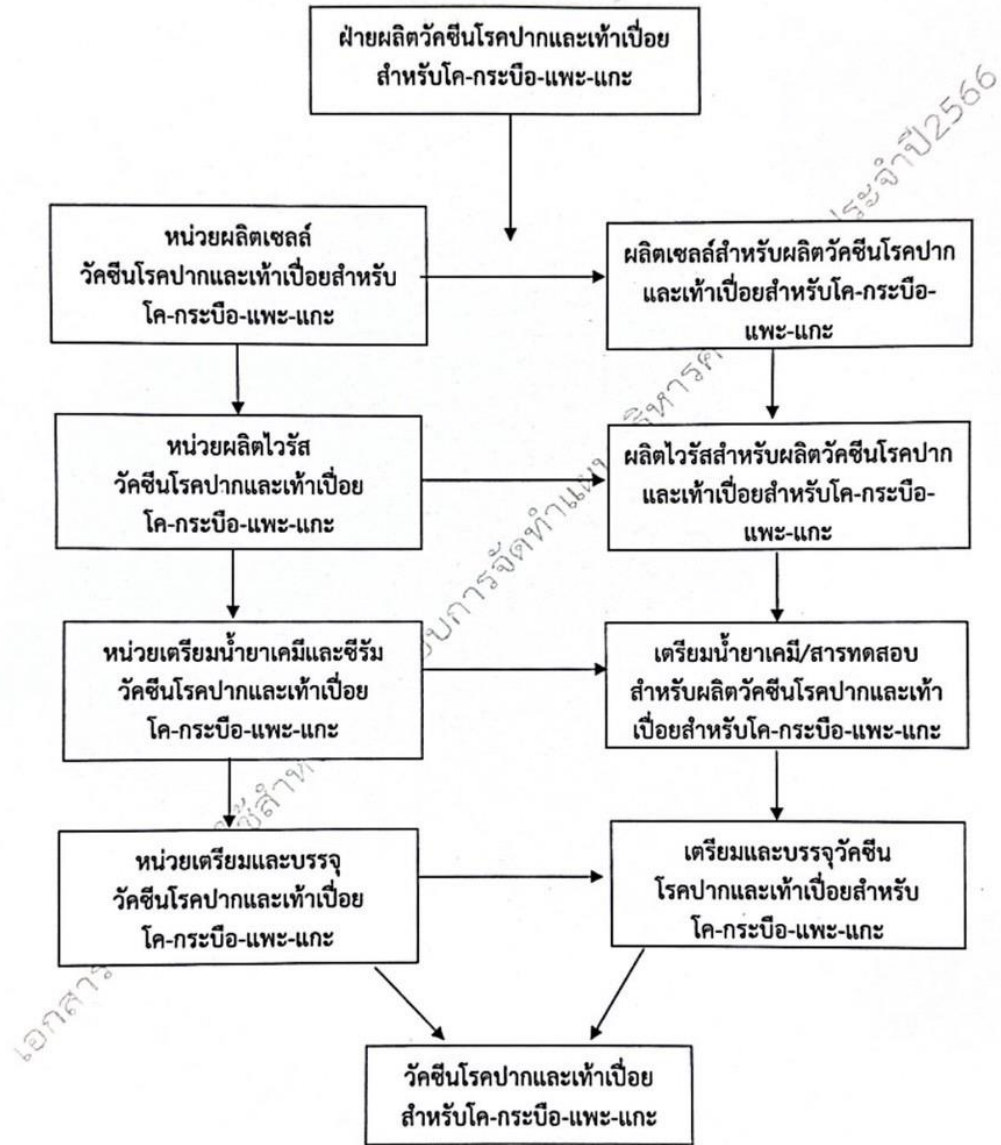 ฝ่ายผลิตวัคซีนโรคปากและเท้าเปื่อย
สำหรับโค-กระบือ-แพะ-แกะ
หน่วยผลิตเซลล์
วัคซีนโรคปากและเท้าเปื่อยสำหรับ
โค-กระบือ-แพะ-แกะ
ผลิตเซลล์สำหรับผลิตวัคซีนโรคปาก
และเท้าเปื่อยสำหรับโค-กระบือ-
แพะ-แกะ
หน่วยผลิตไวรัส
วัคซีนโรคปากและเท้าเปื่อย
โค-กระบือ-แพะ-แกะ
ผลิตไวรัสสำหรับผลิตวัคซีนโรคปาก
และเท้าเปื่อยสำหรับโค-กระบือ-
แพะ-แกะ
หน่วยเตรียมน้ำยาเคมีและซีรัม
วัคซีนโรคปากและเท้าเปื่อย
โค-กระบือ-แพะ-แกะ
เตรียมน้ำยาเคมี/สารทดสอบ
สำหรับผลิตวัคซีนโรคปากและเท้า
เปื่อยสำหรับโค-กระบือ-แพะ-แกะ
หน่วยเตรียมและบรรจุ
วัคซีนโรคปากและเท้าเปื่อย
โค-กระบือ-แพะ-แกะ
เตรียมและบรรจุวัคซีน
โรคปากและเท้าเปื่อยสำหรับ
โค-กระบือ-แพะ-แกะ
วัคซีนโรคปากและเท้าเปื่อย
สำหรับโค-กระบือ-แพะ-แกะ
เอกสาร
การจัดทำแผน
ประจำปี2566